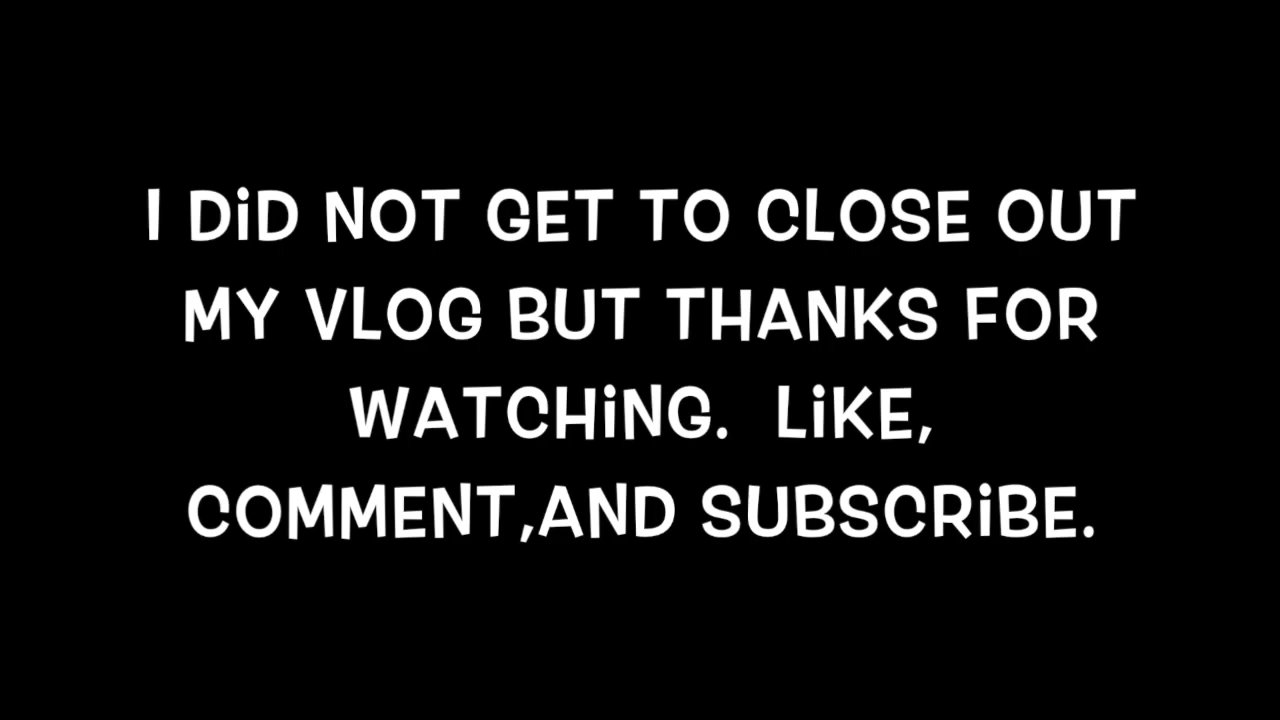 I DiD NOT GET TO CLOSE OUT
MY VLOG BUT THANKS FOR
WATCHiNG.  LiKE,
COMMENT,AND SUBSCRiBE.